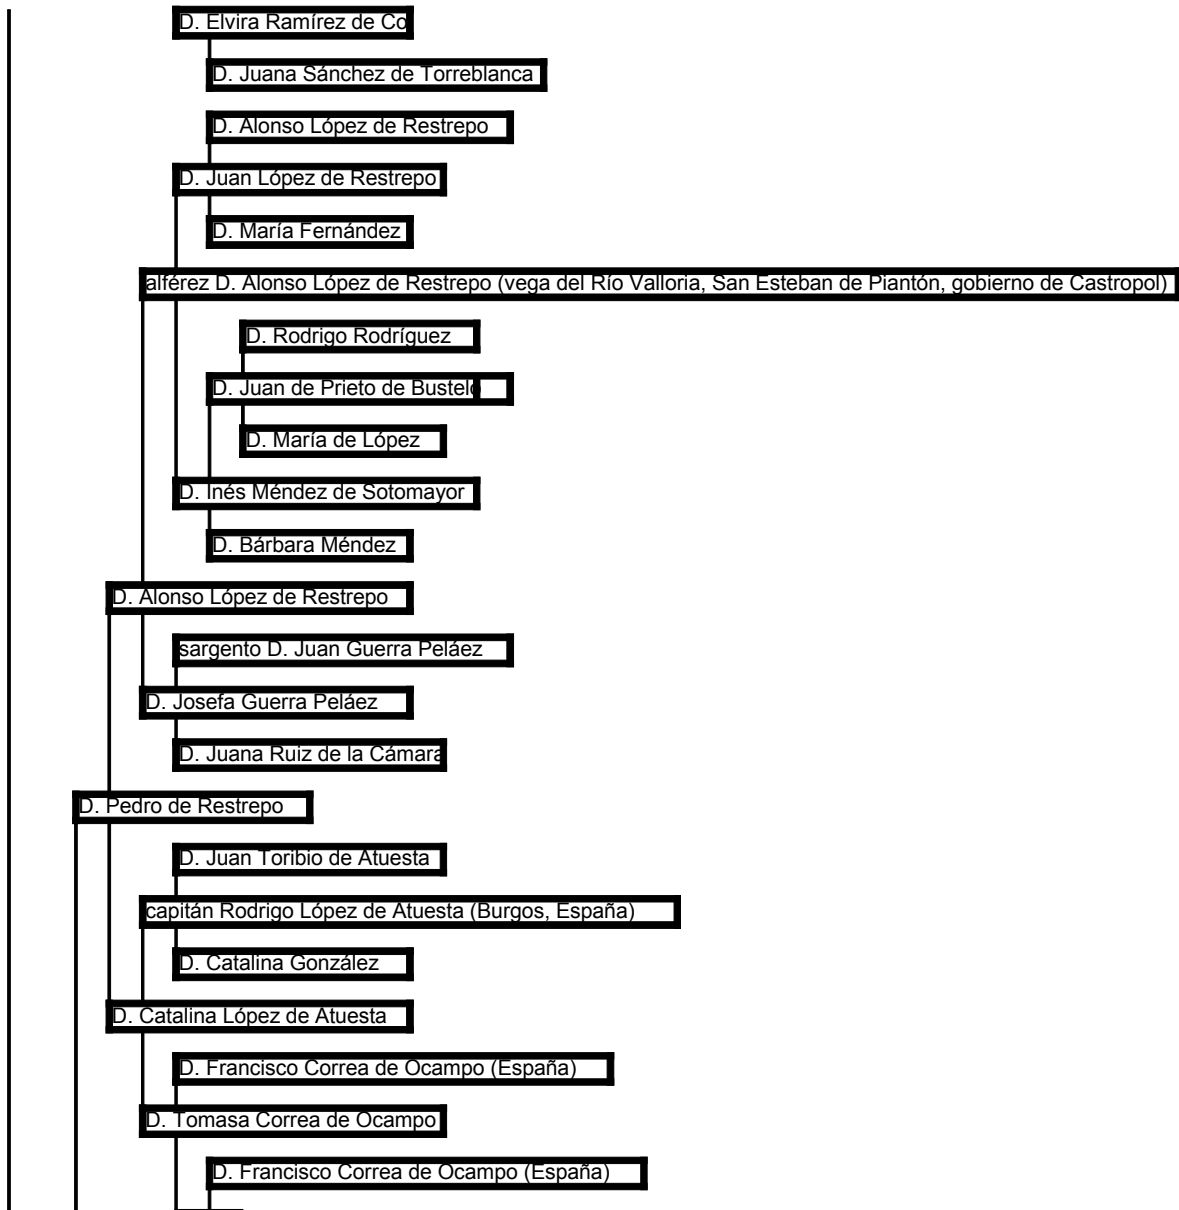 D. Elvira Ramírez de Co
D. Juana Sánchez de Torreblanca
D. Alonso López de Restrepo
D. Juan López de Restrepo
D. María Fernández
alférez D. Alonso López de Restrepo (vega del Río Valloria, San Esteban de Piantón, gobierno de Castropol)
D. Rodrigo Rodríguez
D. Juan de Prieto de Bustelo
D. María de López
D. Inés Méndez de Sotomayor
D. Bárbara Méndez
D. Alonso López de Restrepo
sargento D. Juan Guerra Peláez
D. Josefa Guerra Peláez
D. Juana Ruiz de la Cámara
D. Pedro de Restrepo
D. Juan Toribio de Atuesta
capitán Rodrigo López de Atuesta (Burgos, España)
D. Catalina González
D. Catalina López de Atuesta
D. Francisco Correa de Ocampo (España)
D. Tomasa Correa de Ocampo
D. Francisco Correa de Ocampo (España)